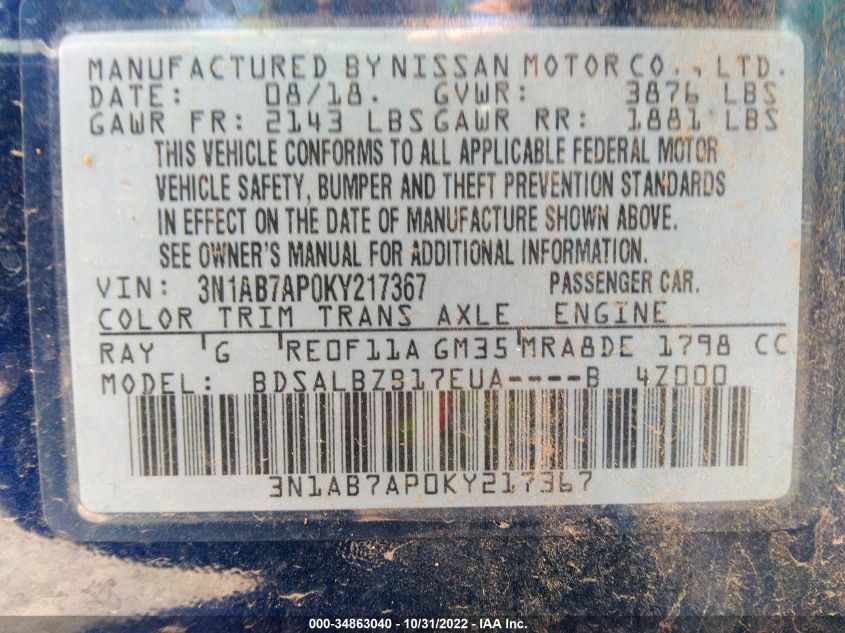 MANUFACTURED BY NISSAN MOTOR CO., LTD.
DATE: 08/18. GVWR: 3876 LBS
GAWR FR: 2143 LBS GAWR RR: 1881 LBS
THIS VEHICLE CONFORMS TO ALL APPLICABLE FEDERAL MOTOR
VEHICLE SAFETY, BUMPER AND THEFT PREVENTION STANDARDS
IN EFFECT ON THE DATE OF MANUFACTURE SHOWN ABOVE.
SEE OWNER'S MANUAL FOR ADDITIONAL INFORMATION.
VIN: 3N1AB7AP0KY217367 PASSENGER CAR.
COLOR TRIM TRANS AXLE ENGINE
RAY G RE0F11A GM35 MRA8DE 1798 CC
MODEL: BDSALBZB17EUA----B 4Z000
3N1AB7AP0KY217367
000-34863040 - 10/31/2022 - IAA Inc.